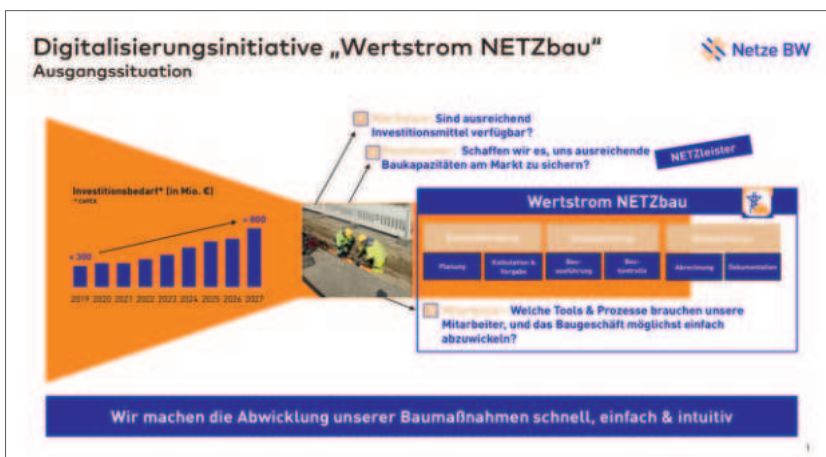 Digitalisierungsinitiative „Wertstrom NETZbau“
Ausgangssituation
Netze BW
Sind ausreichend
Investitionsmittel verfügbar?
Schaffen wir es, uns ausreichende
Baukapazitäten am Markt zu sichern?
NETZleister
Investitionsbedarf* (in Mio. €)
* CAPEX
≈ 300
≈ 800
2019 2020 2021 2022 2023 2024 2025 2026 2027
Wertstrom NETZbau
Planung
Kalkulation &
Vergabe
Bau-
ausführung
Bau-
kontrolle
Abrechnung
Dokumentation
Welche Tools & Prozesse brauchen unsere
Mitarbeiter, und das Baugeschäft möglichst einfach
abzuwickeln?
Wir machen die Abwicklung unserer Baumaßnahmen schnell, einfach & intuitiv